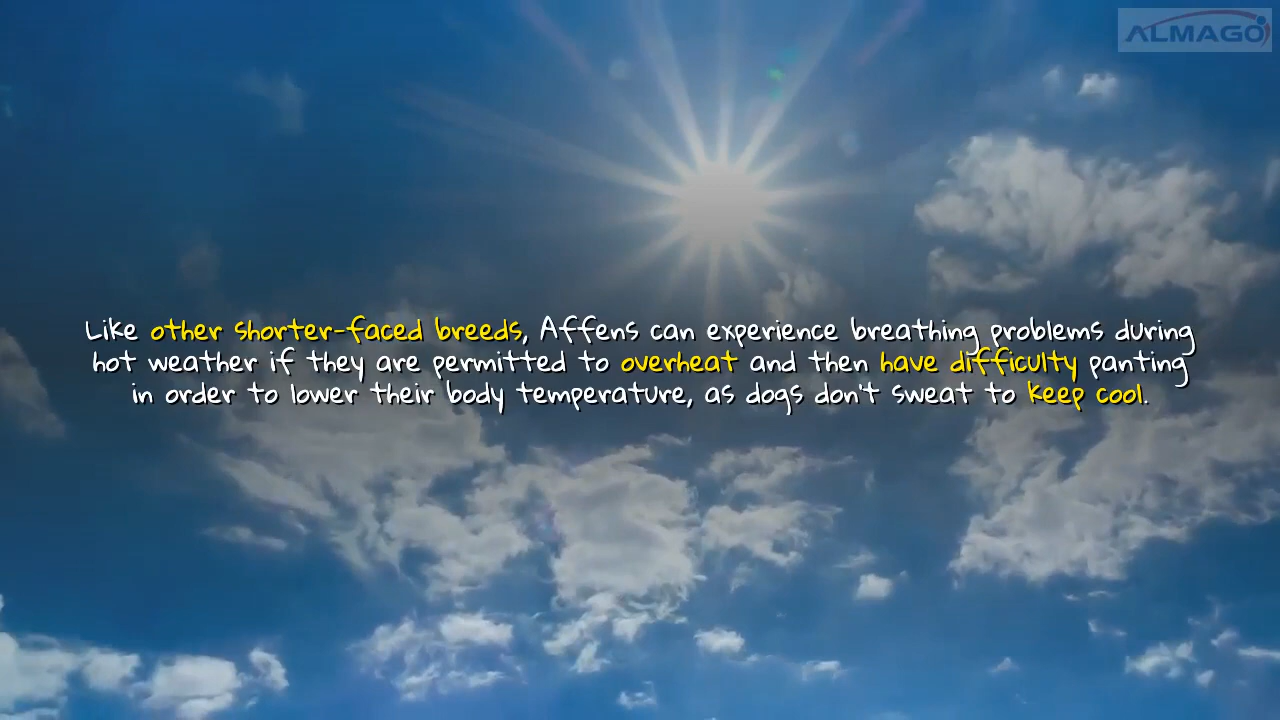 ALMAGO
Like other shorter-faced breeds, Affens can experience breathing problems during
hot weather if they are permitted to overheat and then have difficulty panting
in order to lower their body temperature, as dogs don't sweat to keep cool.